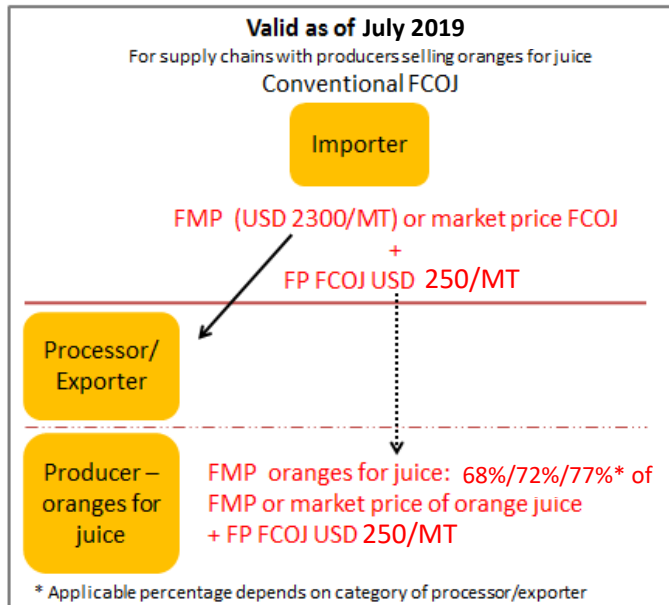 Valid as of July 2019
For supply chains with producers selling oranges for juice
Conventional FCOJ
Importer
FMP (USD 2300/MT) or market price FCOJ
+
FP FCOJ USD 250/MT
Processor/
Exporter
Producer –
oranges for
juice
FMP oranges for juice: 68%/72%/77%* of
FMP or market price of orange juice
+ FP FCOJ USD 250/MT
* Applicable percentage depends on category of processor/exporter